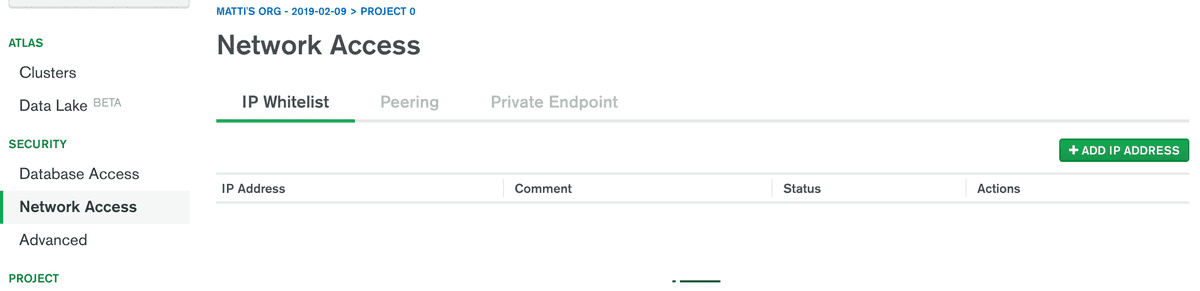 MATTI'S ORG - 2019-02-09 > PROJECT 0
ATLAS
Network Access
Clusters
Data Lake BETA
IP Whitelist Peering Private Endpoint
SECURITY
+ ADD IP ADDRESS
Database Access
IP Address Comment Status Actions
Network Access
Advanced
PROJECT